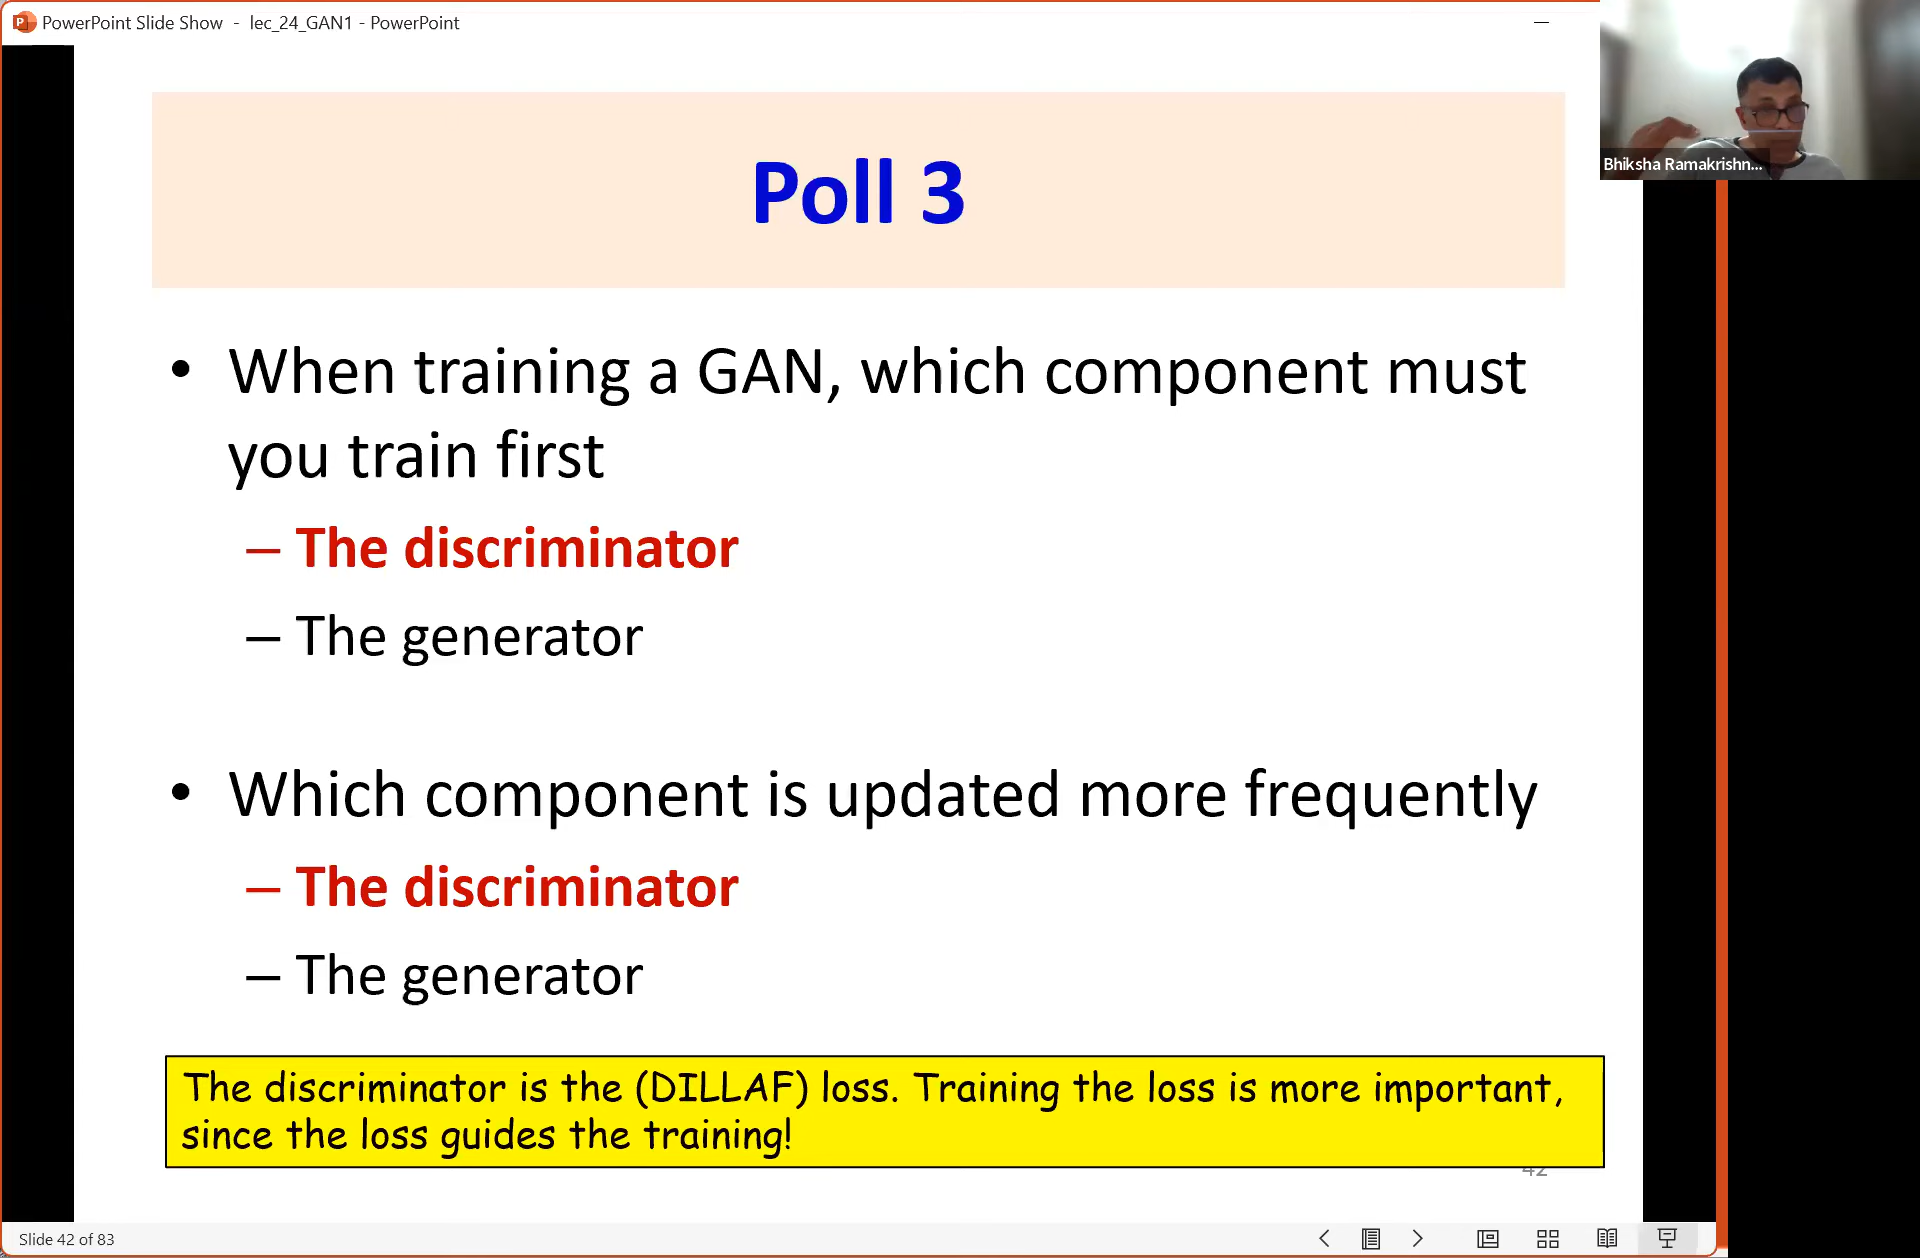 PowerPoint Slide Show - lec_24_GAN1 - PowerPoint
Bhiksha Ramakrishn...
Poll 3
• When training a GAN, which component must
you train first
– The discriminator
– The generator
• Which component is updated more frequently
– The discriminator
– The generator
The discriminator is the (DILLAF) loss. Training the loss is more important,
since the loss guides the training!
42
Slide 42 of 83